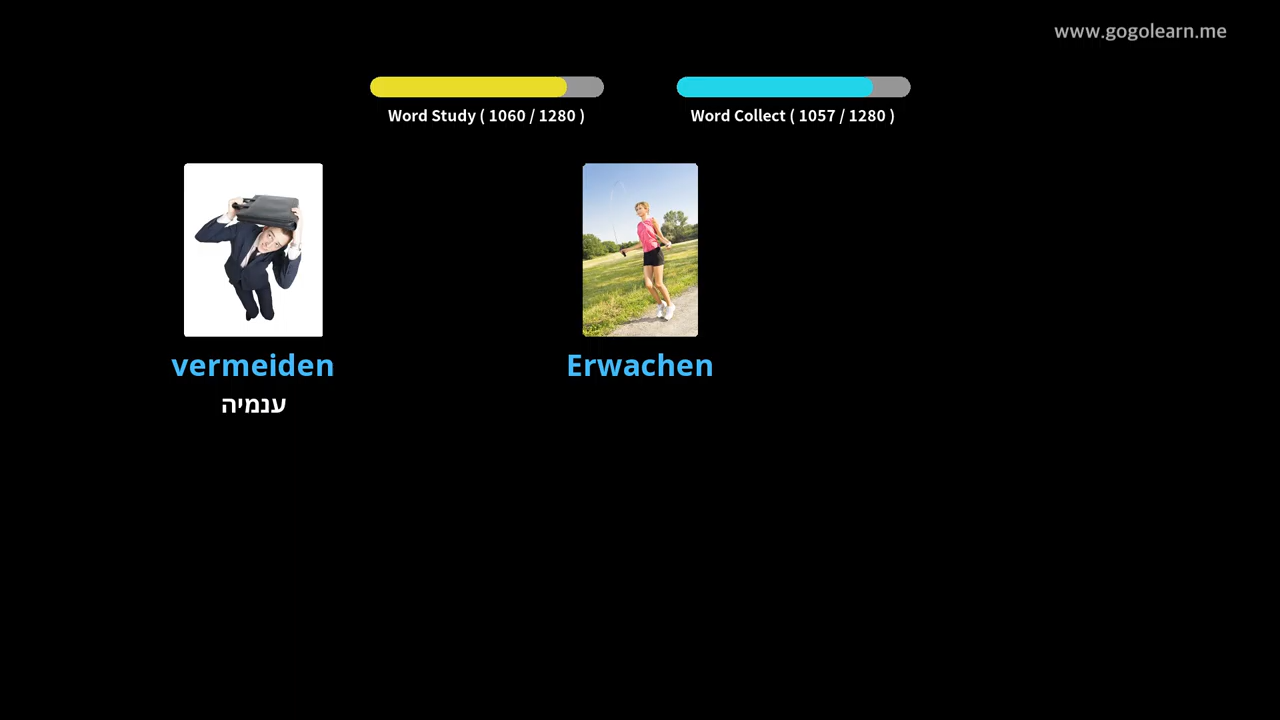 www.gogolearn.me
Word Study ( 1060 / 1280 )
Word Collect ( 1057 / 1280 )
vermeiden
Erwachen
ענמיה